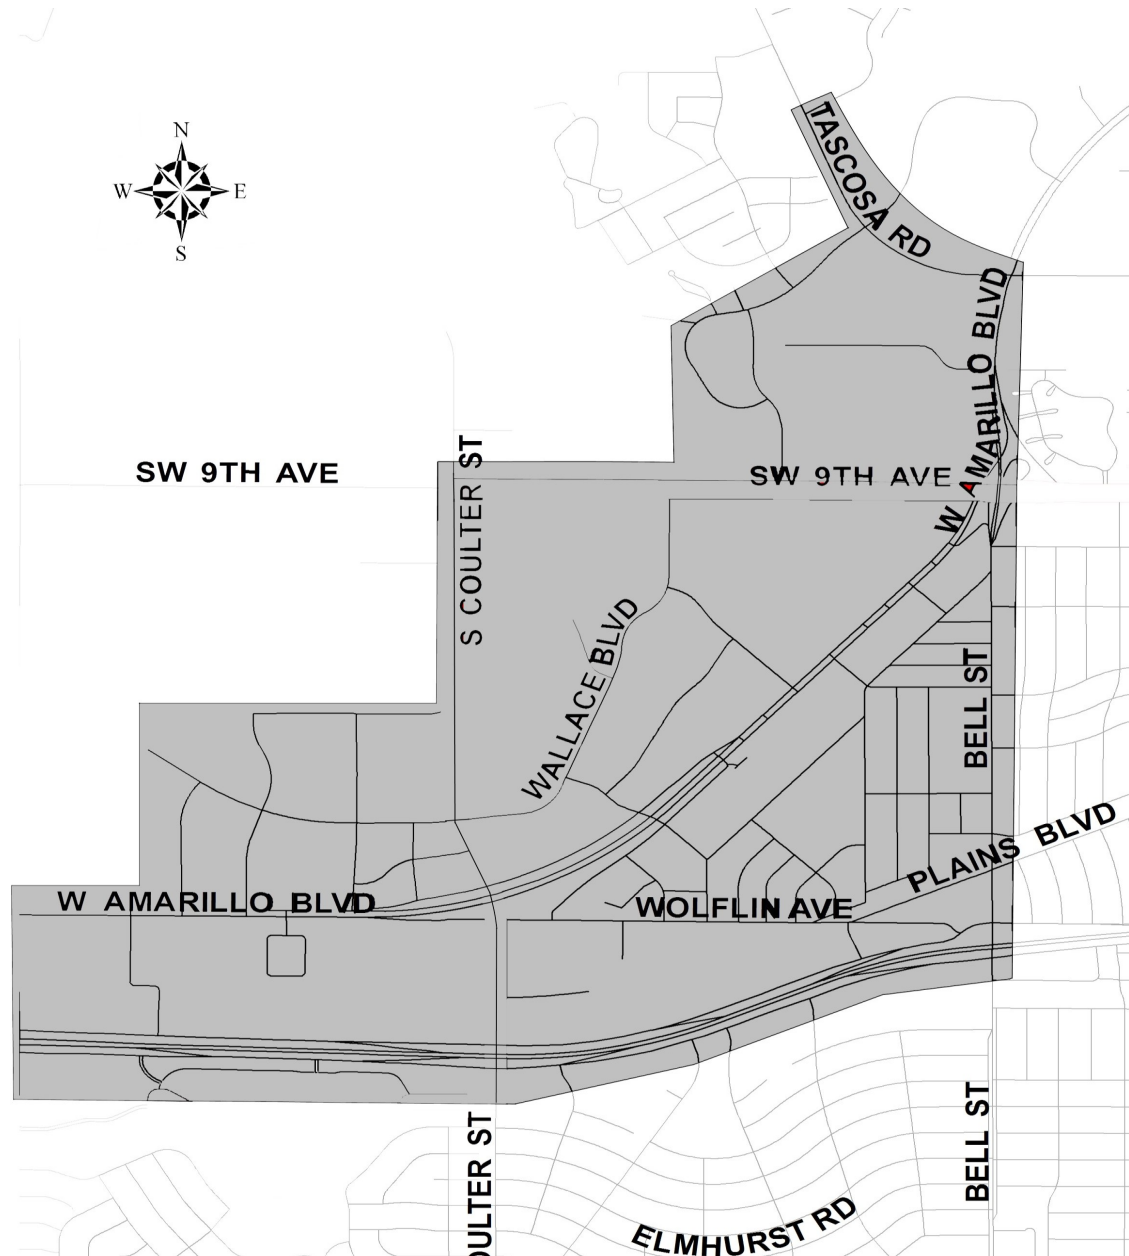 TASCOSA RD
N
W
E
S
W AMARILLO BLVD
SW 9TH AVE
S COULTER ST
SW 9TH AVE
WALLACE BLVD
BELL ST
PLAINS BLVD
W AMARILLO BLVD
WOLFLIN AVE
OULTER ST
BELL ST
ELMHURST RD